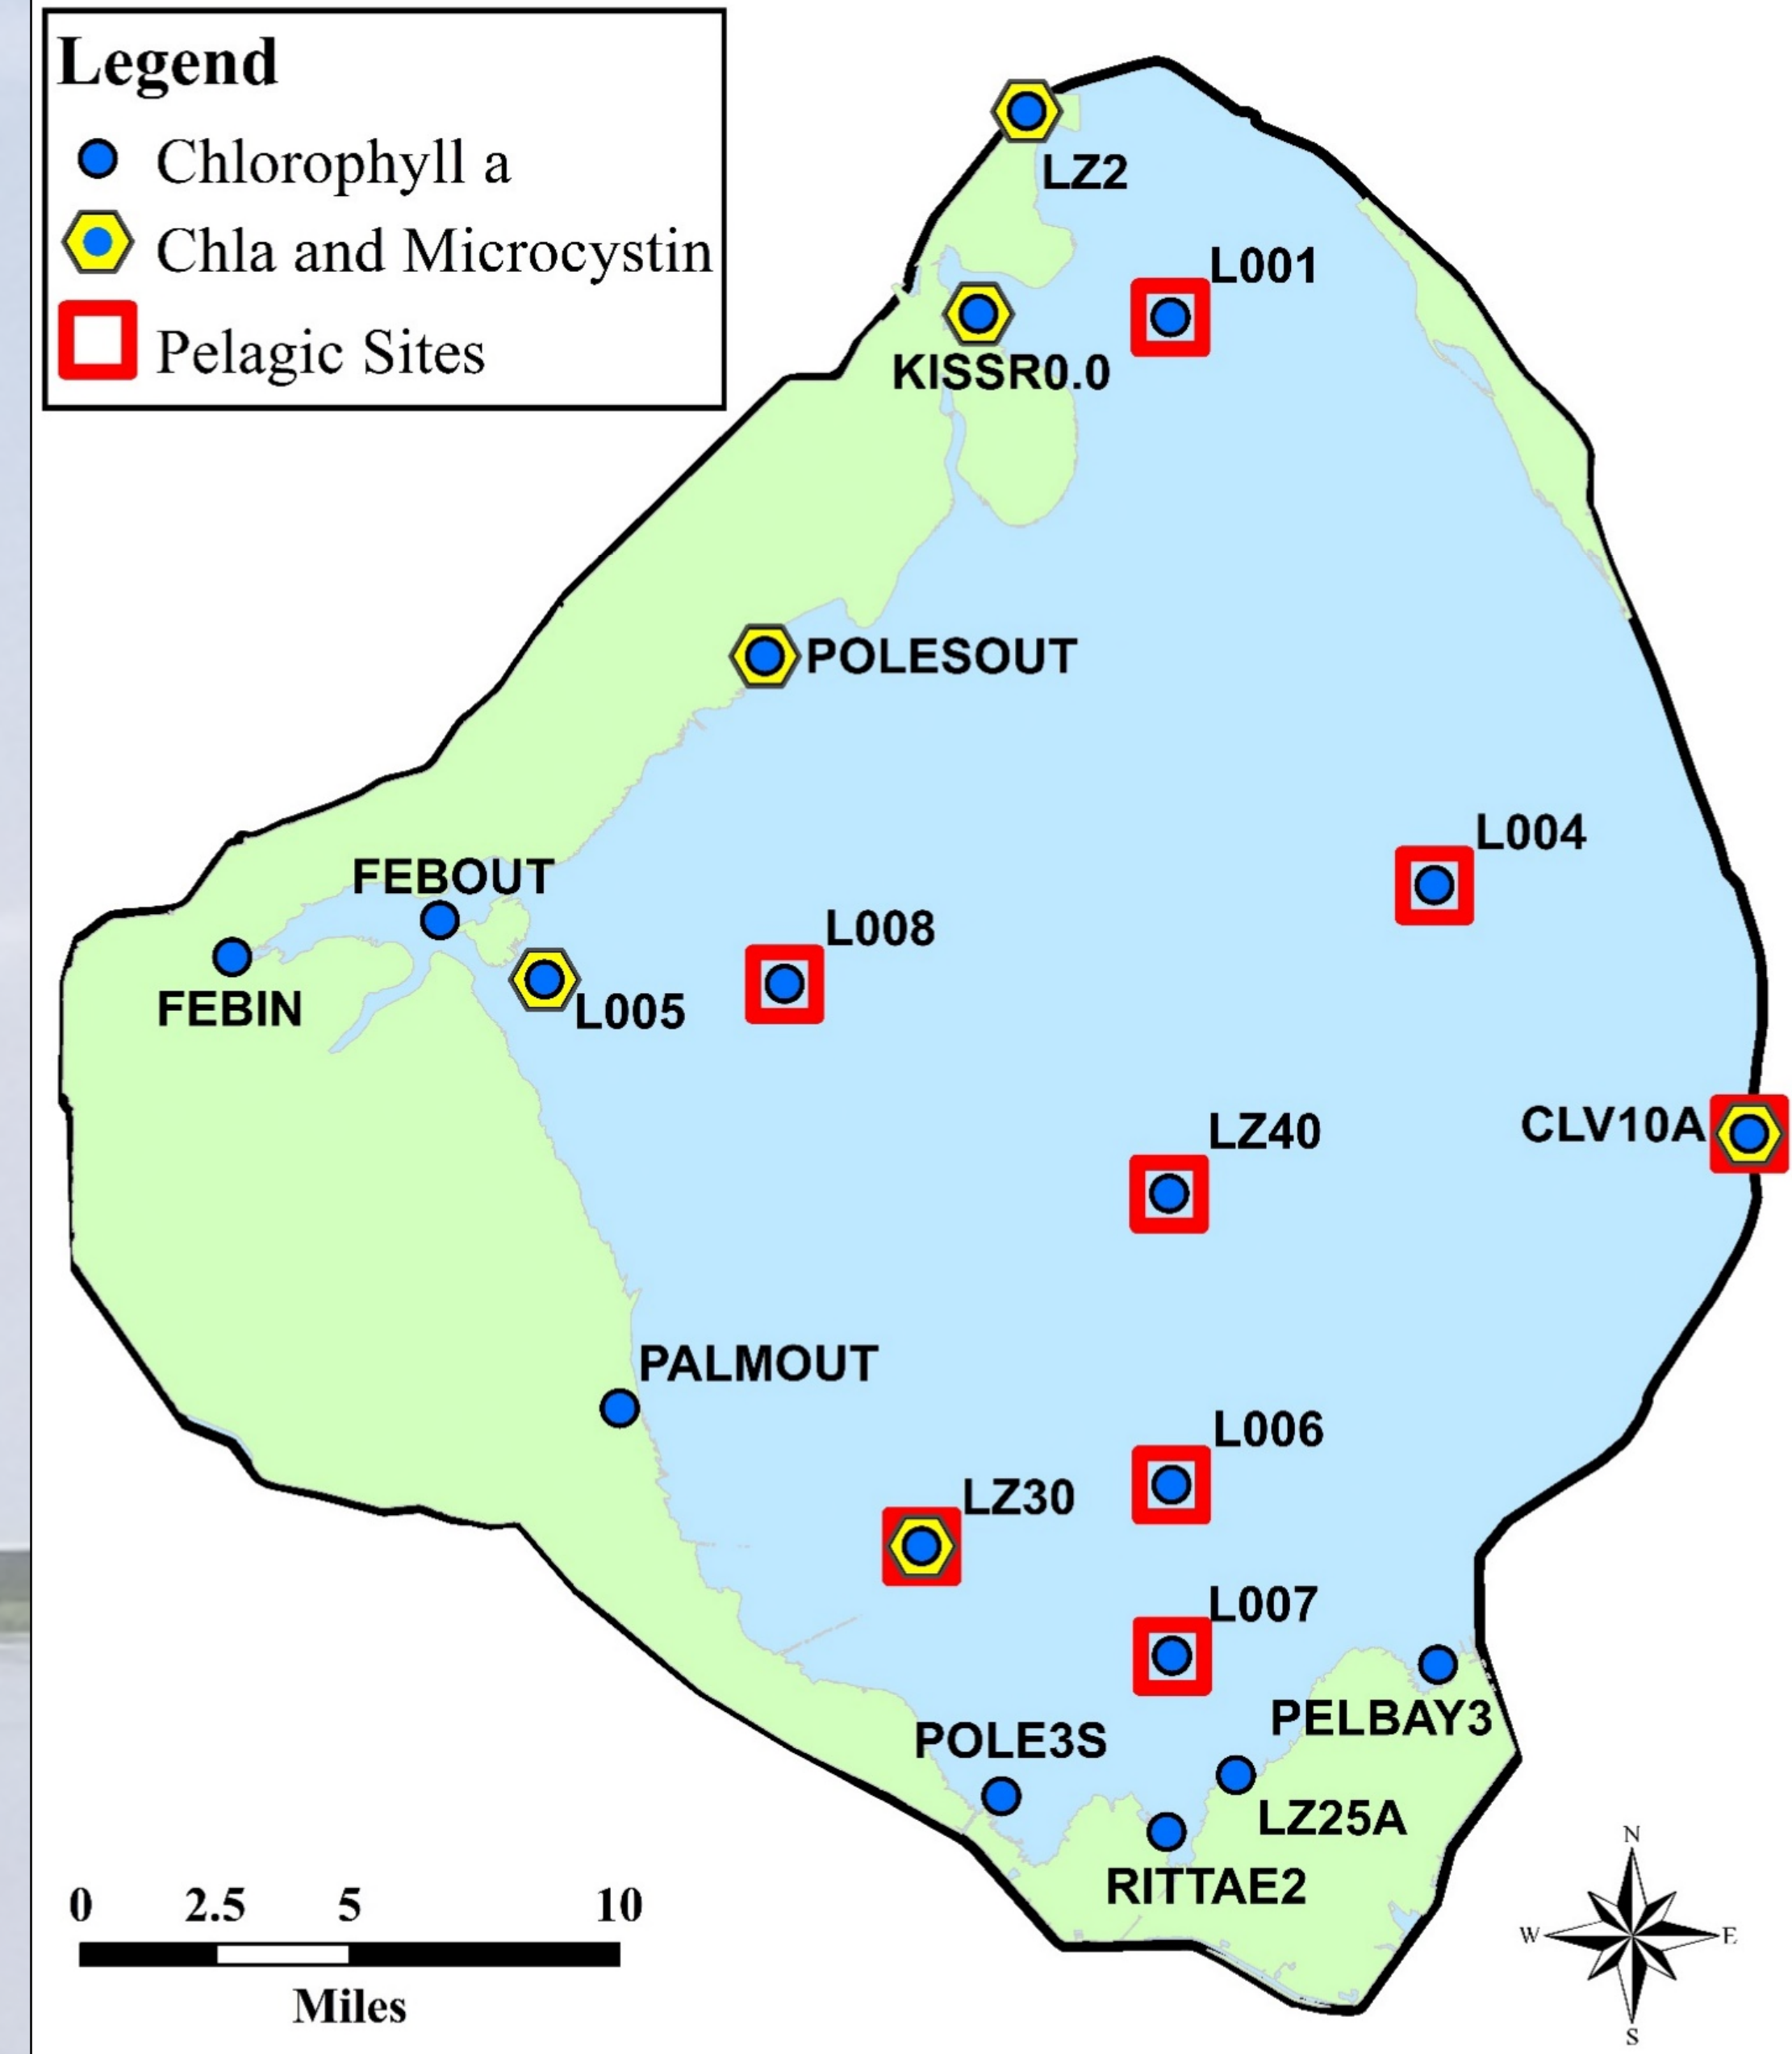 Legend
Chlorophyll a
Chla and Microcystin
Pelagic Sites
LZ2
L001
KISSR0.0
POLESOUT
L004
FEBOUT
L008
FEBIN
L005
CLV10A
LZ40
PALMOUT
L006
LZ30
L007
PELBAY3
POLE3S
LZ25A
RITTAE2
0 2.5 5 10
Miles
N
W E
S